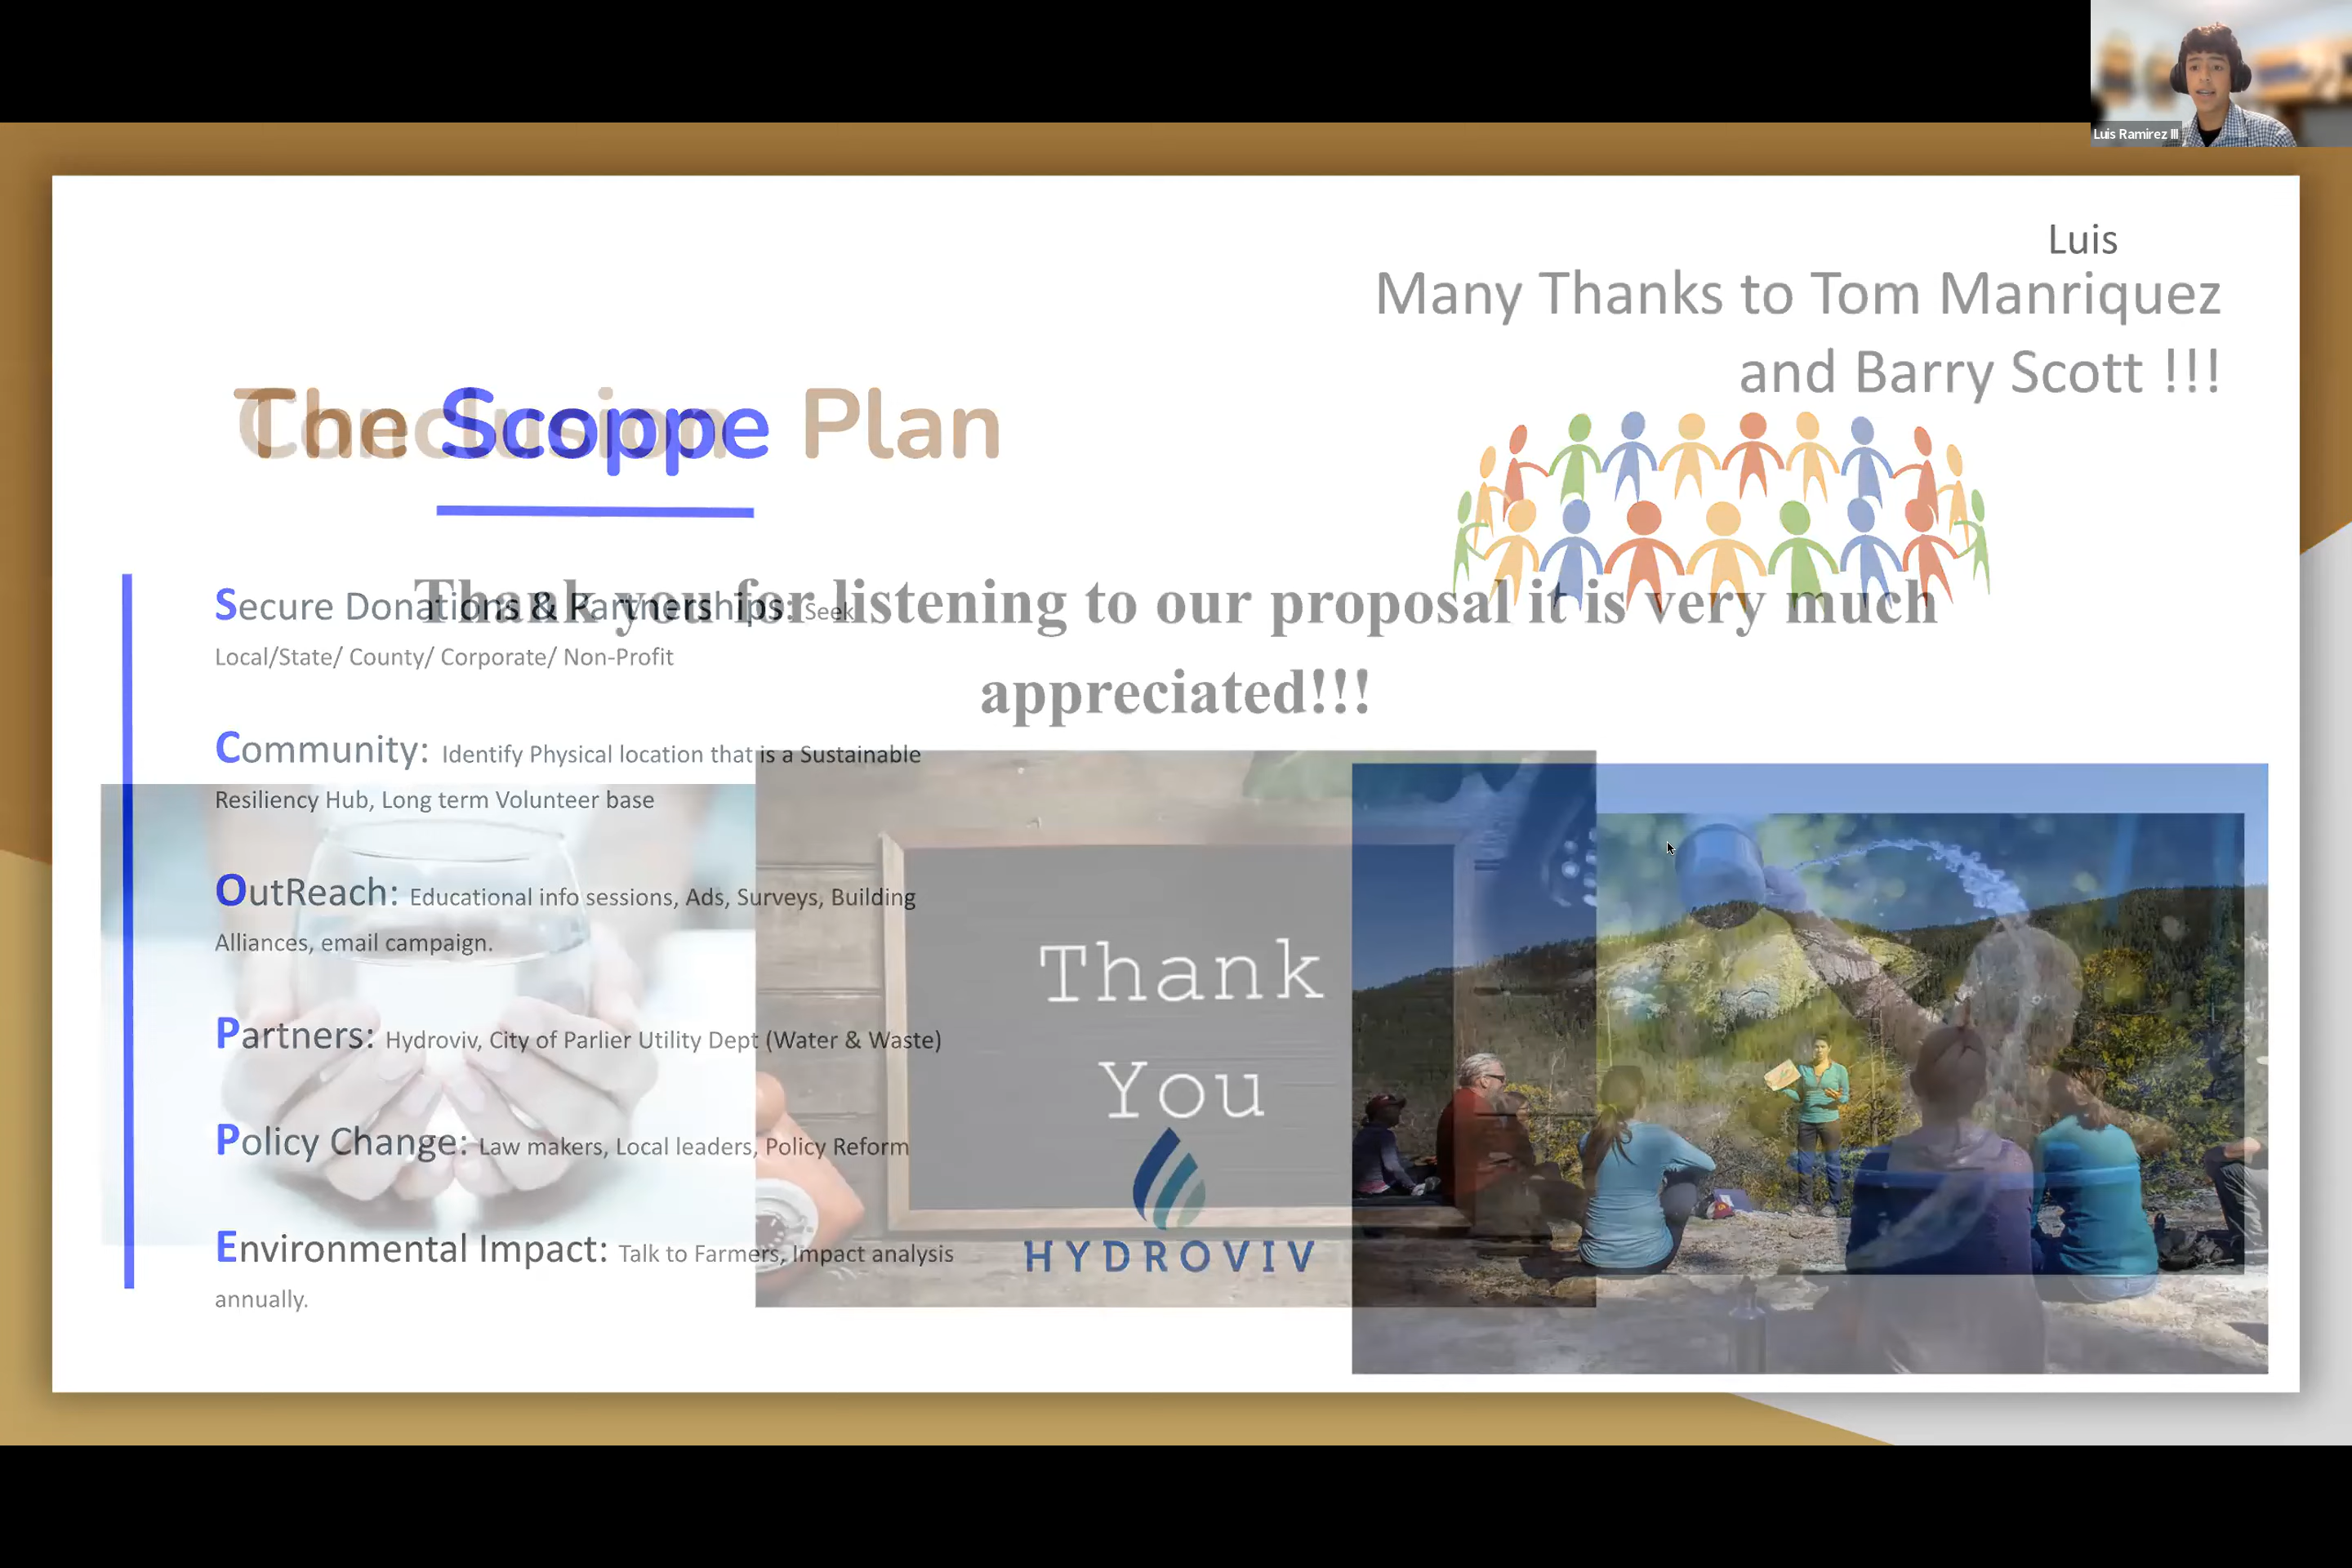 Luis Ramirez III
Luis
Many Thanks to Tom Manriquez
and Barry Scott !!!
The Scoppe Plan
Conclusion
Thank you for listening to our proposal it is very much
appreciated!!!
Secure Donations & Partnerships: Seek
Local/State/ County/ Corporate/ Non-Profit
Community: Identify Physical location that is a Sustainable
Resiliency Hub, Long term Volunteer base
OutReach: Educational info sessions, Ads, Surveys, Building
Alliances, email campaign.
Partners: Hydroviv, City of Parlier Utility Dept (Water & Waste)
Policy Change: Law makers, Local leaders, Policy Reform
Environmental Impact: Talk to Farmers, Impact analysis
annually.
Thank
You
HYDROVIV